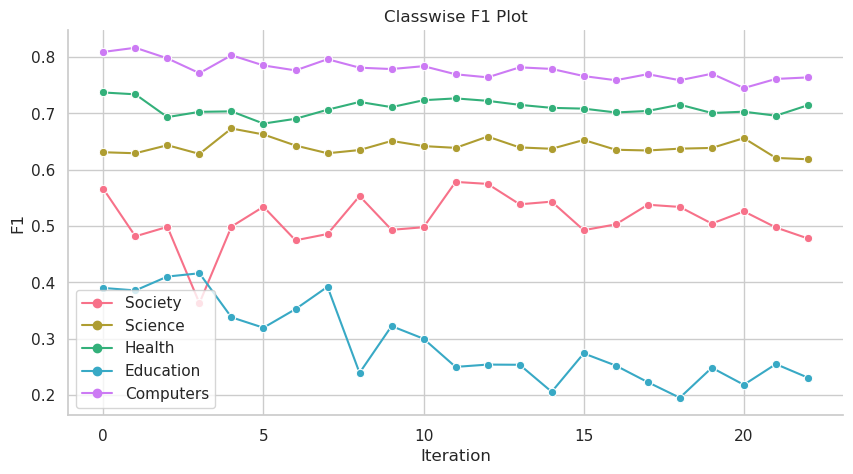 Classwise F1 Plot
F1
0.8
0.7
0.6
0.5
0.4
0.3
0.2
Society
Science
Health
Education
Computers
0 5 10 15 20
Iteration